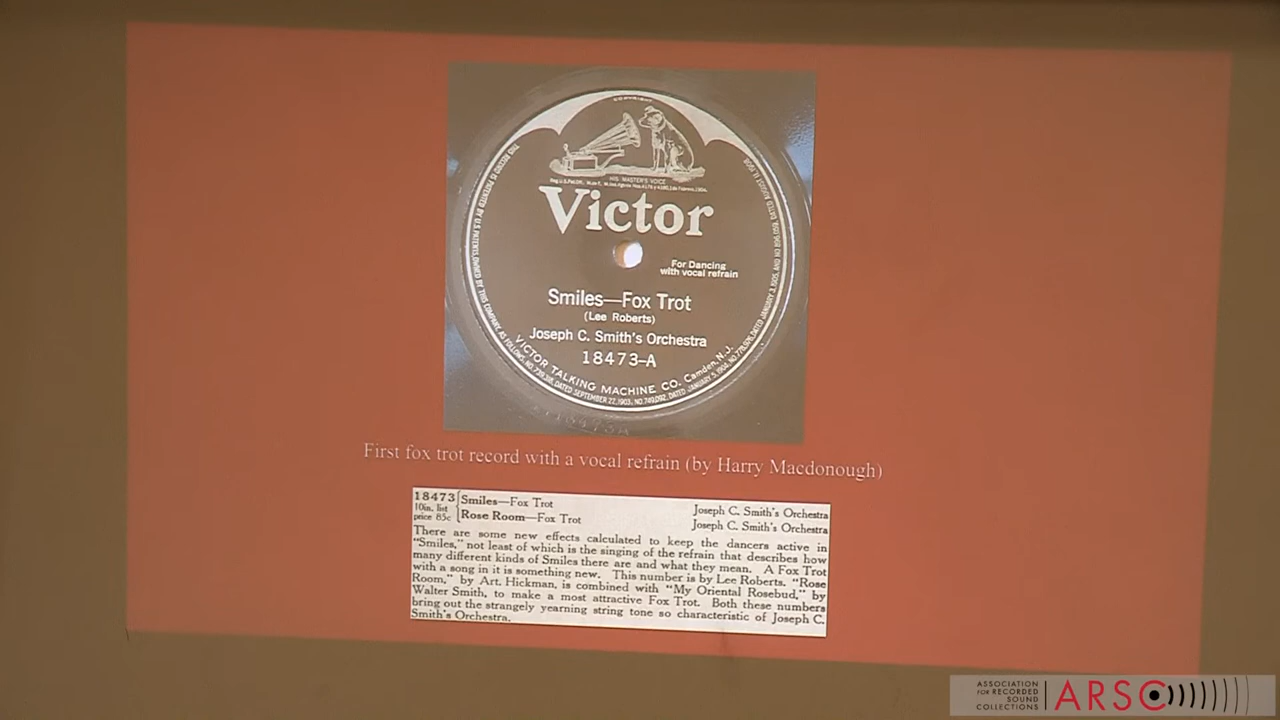 COPYRIGHT
HIS MASTER'S VOICE
Victor
For Dancing
with vocal refrain
Smiles—Fox Trot
(Lee Roberts)
Joseph C. Smith's Orchestra
18473-A
VICTOR TALKING MACHINE CO. Camden, N.J.
First fox trot record with a vocal refrain (by Harry Macdonough)
18473 Smiles—Fox Trot Joseph C. Smith's Orchestra
10in. list
price 85c Rose Room—Fox Trot Joseph C. Smith's Orchestra
There are some new effects calculated to keep the dancers active in
"Smiles," not least of which is the singing of the refrain that describes how
many different kinds of Smiles there are and what they mean. A Fox Trot
with a song in it is something new. This number is by Lee Roberts. "Rose
Room," by Art. Hickman, is combined with "My Oriental Rosebud," by
Walter Smith, to make a most attractive Fox Trot. Both these numbers
bring out the strangely yearning string tone so characteristic of Joseph C.
Smith's Orchestra.
ASSOCIATION
FOR RECORDED
SOUND
COLLECTIONS
ARSC